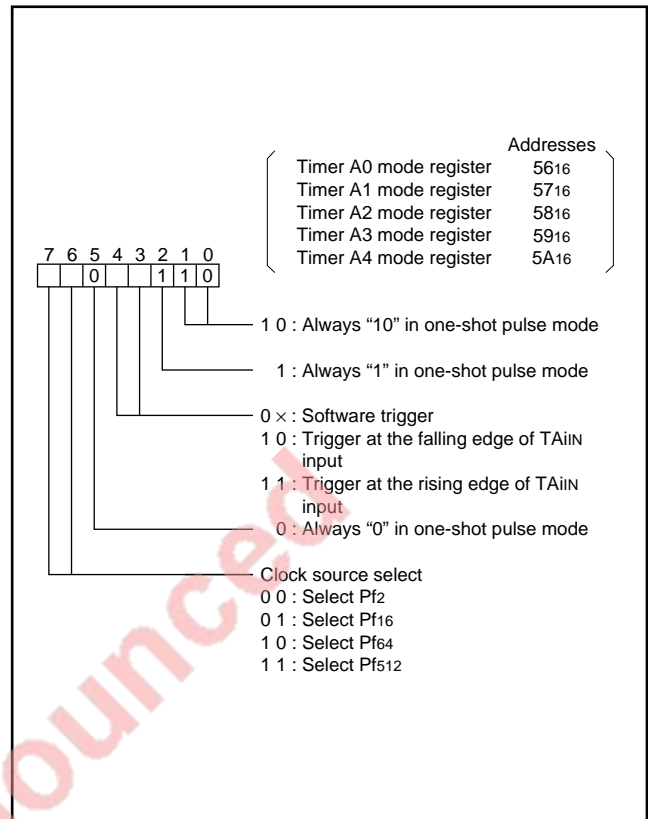 Addresses
Timer A0 mode register 5616
Timer A1 mode register 5716
Timer A2 mode register 5816
Timer A3 mode register 5916
Timer A4 mode register 5A16
7 6 5 4 3 2 1 0
0 1 1 0
1 0 : Always “10” in one-shot pulse mode
1 : Always “1” in one-shot pulse mode
0 × : Software trigger
1 0 : Trigger at the falling edge of TAiIN
input
1 1 : Trigger at the rising edge of TAiIN
input
0 : Always “0” in one-shot pulse mode
Clock source select
0 0 : Select Pf2
0 1 : Select Pf16
1 0 : Select Pf64
1 1 : Select Pf512
ounced